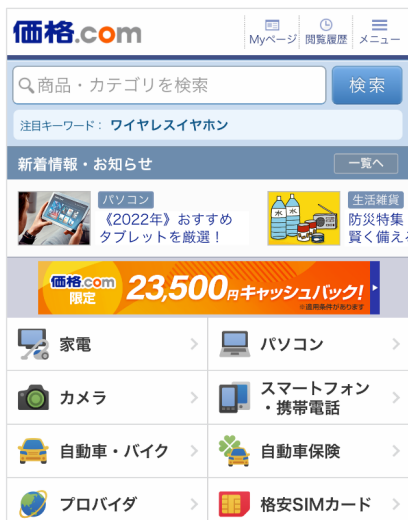 価格.com
Myページ 閲覧履歴 メニュー
商品・カテゴリを検索 検索
注目キーワード： ワイヤレスイヤホン
新着情報・お知らせ 一覧へ
パソコン
《2022年》おすすめ
タブレットを厳選！
水 水
生活雑貨
防災特集
賢く備え
価格.com
限定
23,500円キャッシュバック!
※適用条件があります
家電 パソコン
カメラ スマートフォン
・携帯電話
自動車・バイク 自動車保険
プロバイダ 格安SIMカード